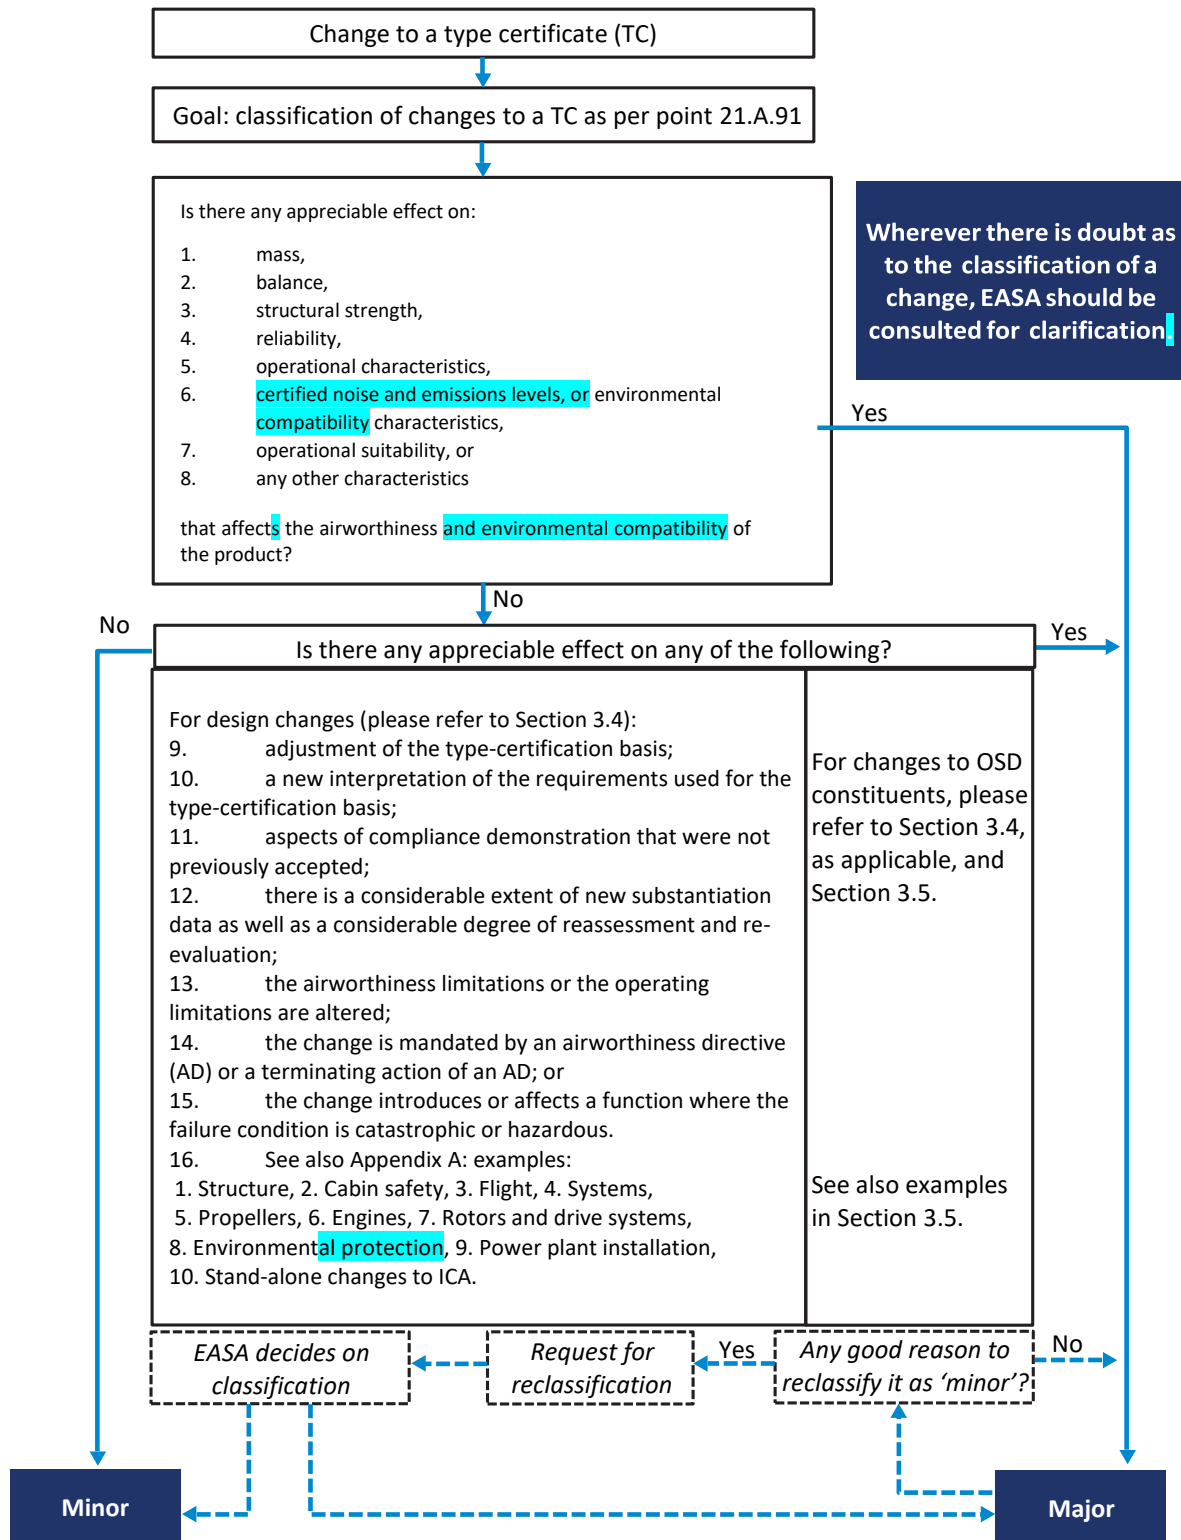 Change to a type certificate (TC)
Goal: classification of changes to a TC as per point 21.A.91
Is there any appreciable effect on:
1. mass,
2. balance,
3. structural strength,
4. reliability,
5. operational characteristics,
6. certified noise and emissions levels, or environmental
compatibility characteristics,
7. operational suitability, or
8. any other characteristics
that affects the airworthiness and environmental compatibility of
the product?
Wherever there is doubt as
to the classification of a
change, EASA should be
consulted for clarification.
Yes
No
No
Is there any appreciable effect on any of the following?
Yes
For design changes (please refer to Section 3.4):
9. adjustment of the type-certification basis;
10. a new interpretation of the requirements used for the
type-certification basis;
11. aspects of compliance demonstration that were not
previously accepted;
12. there is a considerable extent of new substantiation
data as well as a considerable degree of reassessment and re-
evaluation;
13. the airworthiness limitations or the operating
limitations are altered;
14. the change is mandated by an airworthiness directive
(AD) or a terminating action of an AD; or
15. the change introduces or affects a function where the
failure condition is catastrophic or hazardous.
16. See also Appendix A: examples:
1. Structure, 2. Cabin safety, 3. Flight, 4. Systems,
5. Propellers, 6. Engines, 7. Rotors and drive systems,
8. Environmental protection, 9. Power plant installation,
10. Stand-alone changes to ICA.
For changes to OSD
constituents, please
refer to Section 3.4,
as applicable, and
Section 3.5.
See also examples
in Section 3.5.
EASA decides on
classification
Request for
reclassification
Yes
Any good reason to
reclassify it as ‘minor’?
No
Minor
Major